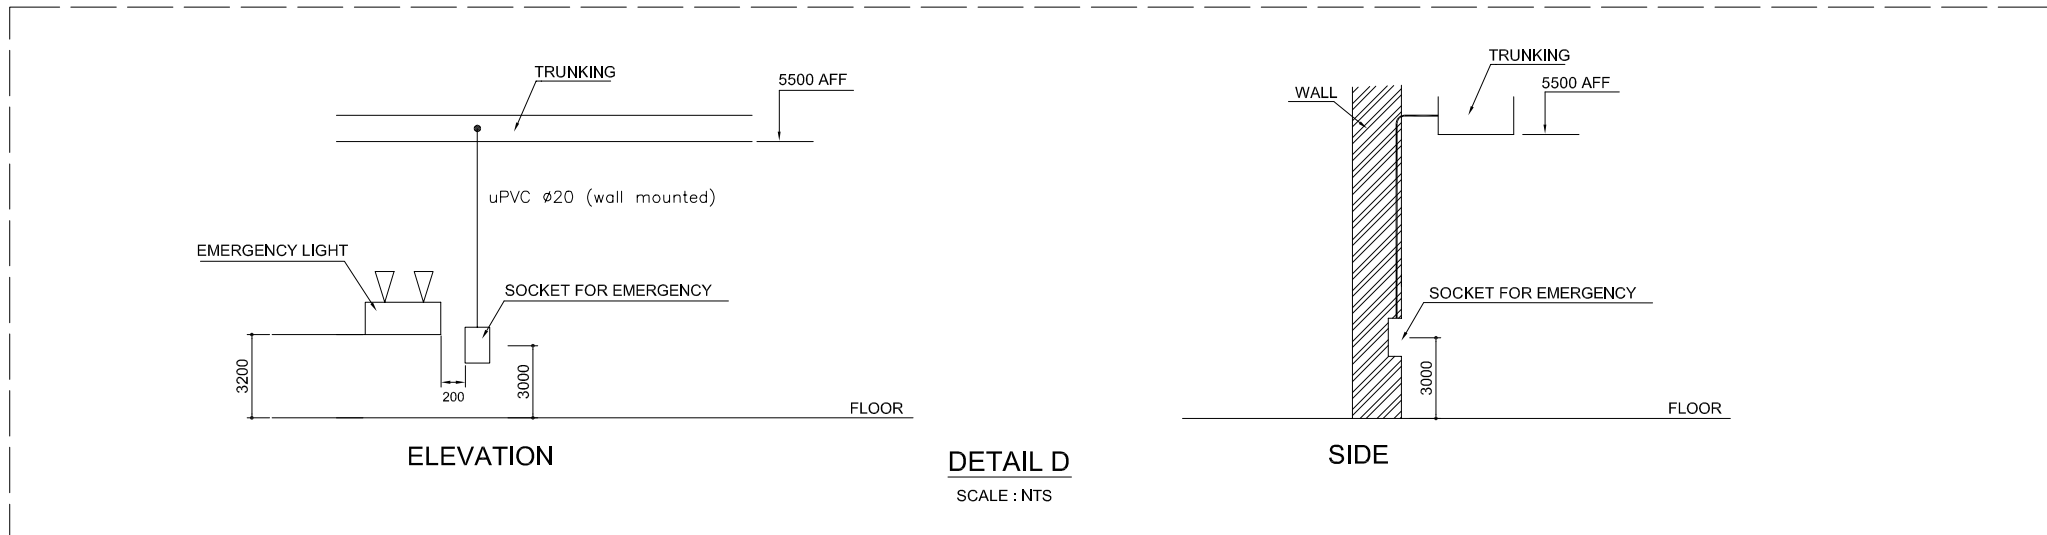 TRUNKING
5500 AFF
uPVC ø20 (wall mounted)
EMERGENCY LIGHT
SOCKET FOR EMERGENCY
3200
200
3000
FLOOR
ELEVATION
DETAIL D
SCALE : NTS
TRUNKING
WALL
5500 AFF
SOCKET FOR EMERGENCY
3000
FLOOR
SIDE